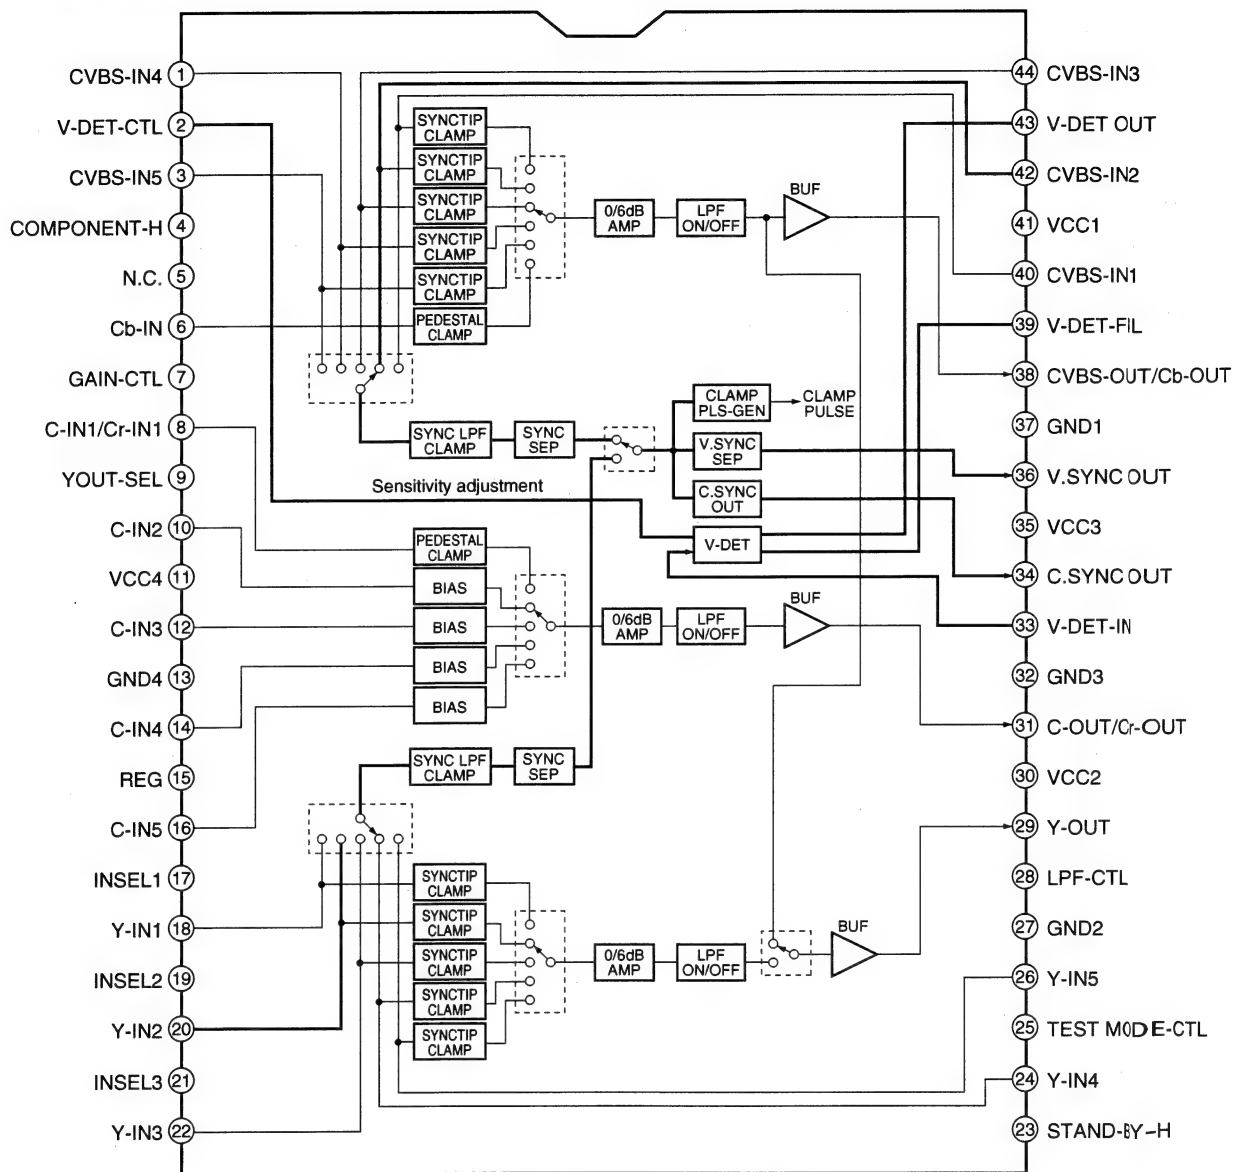 1 CVBS-IN4
2 V-DET-CTL
3 CVBS-IN5
4 COMPONENT-H
5 N.C.
6 Cb-IN
7 GAIN-CTL
8 C-IN1/Cr-IN1
9 YOUT-SEL
10 C-IN2
11 VCC4
12 C-IN3
13 GND4
14 C-IN4
15 REG
16 C-IN5
17 INSEL1
18 Y-IN1
19 INSEL2
20 Y-IN2
21 INSEL3
22 Y-IN3
SYNCTIP
CLAMP
SYNCTIP
CLAMP
SYNCTIP
CLAMP
SYNCTIP
CLAMP
SYNCTIP
CLAMP
PEDESTAL
CLAMP
0/6dB
AMP
LPF
ON/OFF
BUF
SYNC LPF
CLAMP
SYNC
SEP
CLAMP
PLS-GEN
CLAMP
PULSE
V.SYNC
SEP
C.SYNC
OUT
V-DET
Sensitivity adjustment
PEDESTAL
CLAMP
BIAS
BIAS
BIAS
BIAS
0/6dB
AMP
LPF
ON/OFF
BUF
SYNC LPF
CLAMP
SYNC
SEP
SYNCTIP
CLAMP
SYNCTIP
CLAMP
SYNCTIP
CLAMP
SYNCTIP
CLAMP
SYNCTIP
CLAMP
0/6dB
AMP
LPF
ON/OFF
BUF
44 CVBS-IN3
43 V-DET OUT
42 CVBS-IN2
41 VCC1
40 CVBS-IN1
39 V-DET-FIL
38 CVBS-OUT/Cb-OUT
37 GND1
36 V.SYNC OUT
35 VCC3
34 C.SYNC OUT
33 V-DET-IN
32 GND3
31 C-OUT/Cr-OUT
30 VCC2
29 Y-OUT
28 LPF-CTL
27 GND2
26 Y-IN5
25 TEST MODE-CTL
24 Y-IN4
23 STAND-BY-H